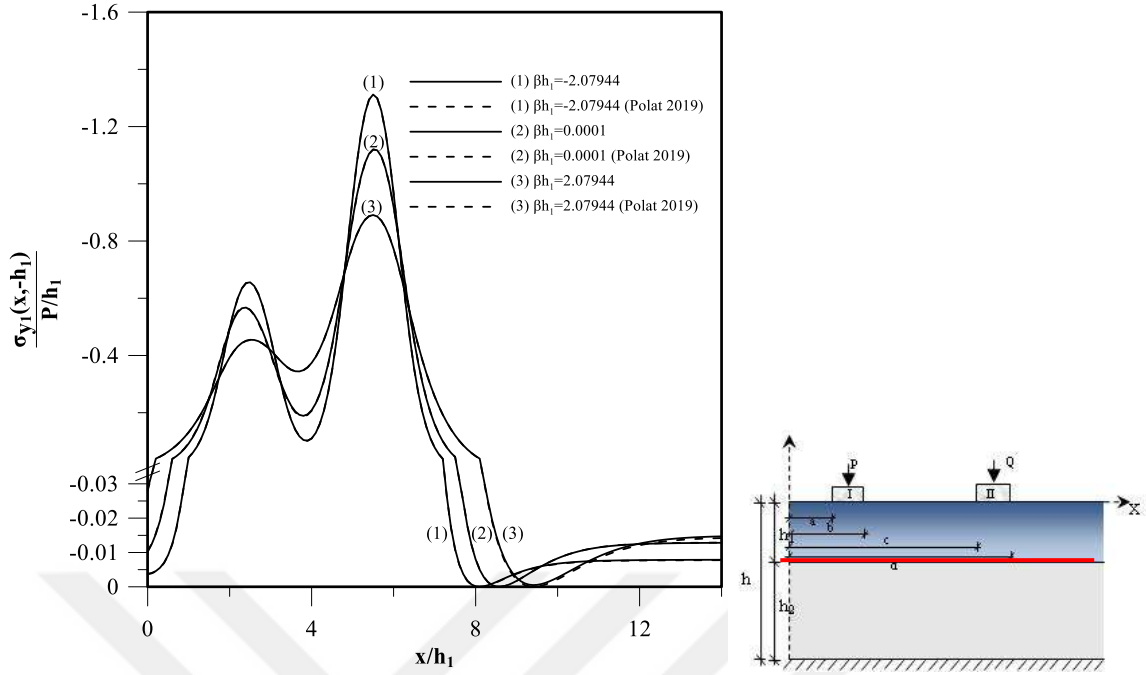 -1.6
-1.2
-0.8
-0.4
-0.03
-0.02
-0.01
0
σy1(x,-h1)
P/h1
(1)
(2)
(3)
(1) (2) (3)
(1) βh1=-2.07944
(1) βh1=-2.07944 (Polat 2019)
(2) βh1=0.0001
(2) βh1=0.0001 (Polat 2019)
(3) βh1=2.07944
(3) βh1=2.07944 (Polat 2019)
0 4 8 12
x/h1
P Q
I II
X
a
b
c
d
h
h2